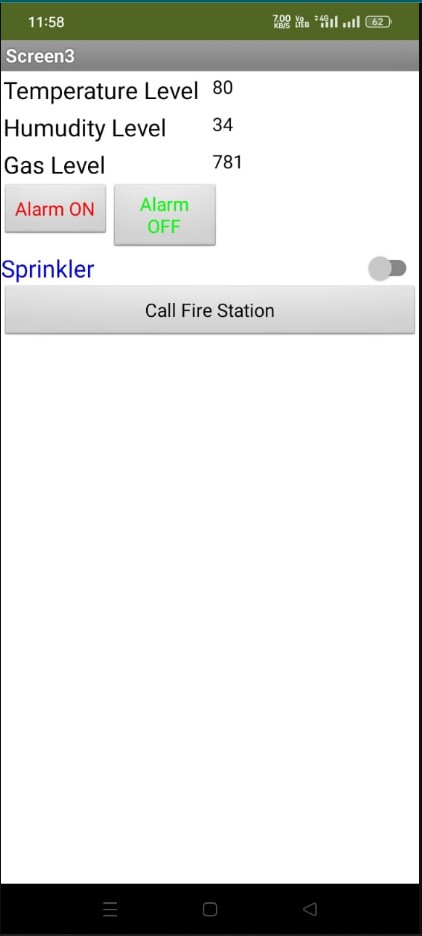 11:58 7.00 KB/S Vo LTE 4G 62
Screen3
Temperature Level 80
Humudity Level 34
Gas Level 781
Alarm ON Alarm OFF
Sprinkler
Call Fire Station